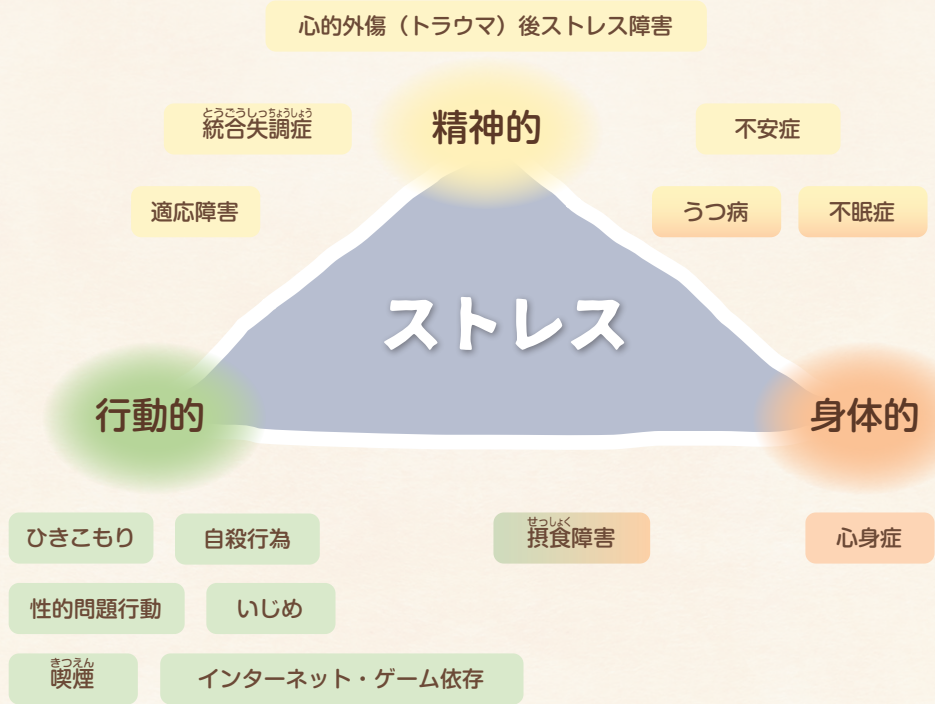 心的外傷（トラウマ）後ストレス障害
とうごうしっちょうしょう
統合失調症
精神的
不安症
適応障害
うつ病
不眠症
ストレス
行動的
身体的
ひきこもり
自殺行為
せっしょく
摂食障害
心身症
性的問題行動
いじめ
きつえん
喫煙
インターネット・ゲーム依存